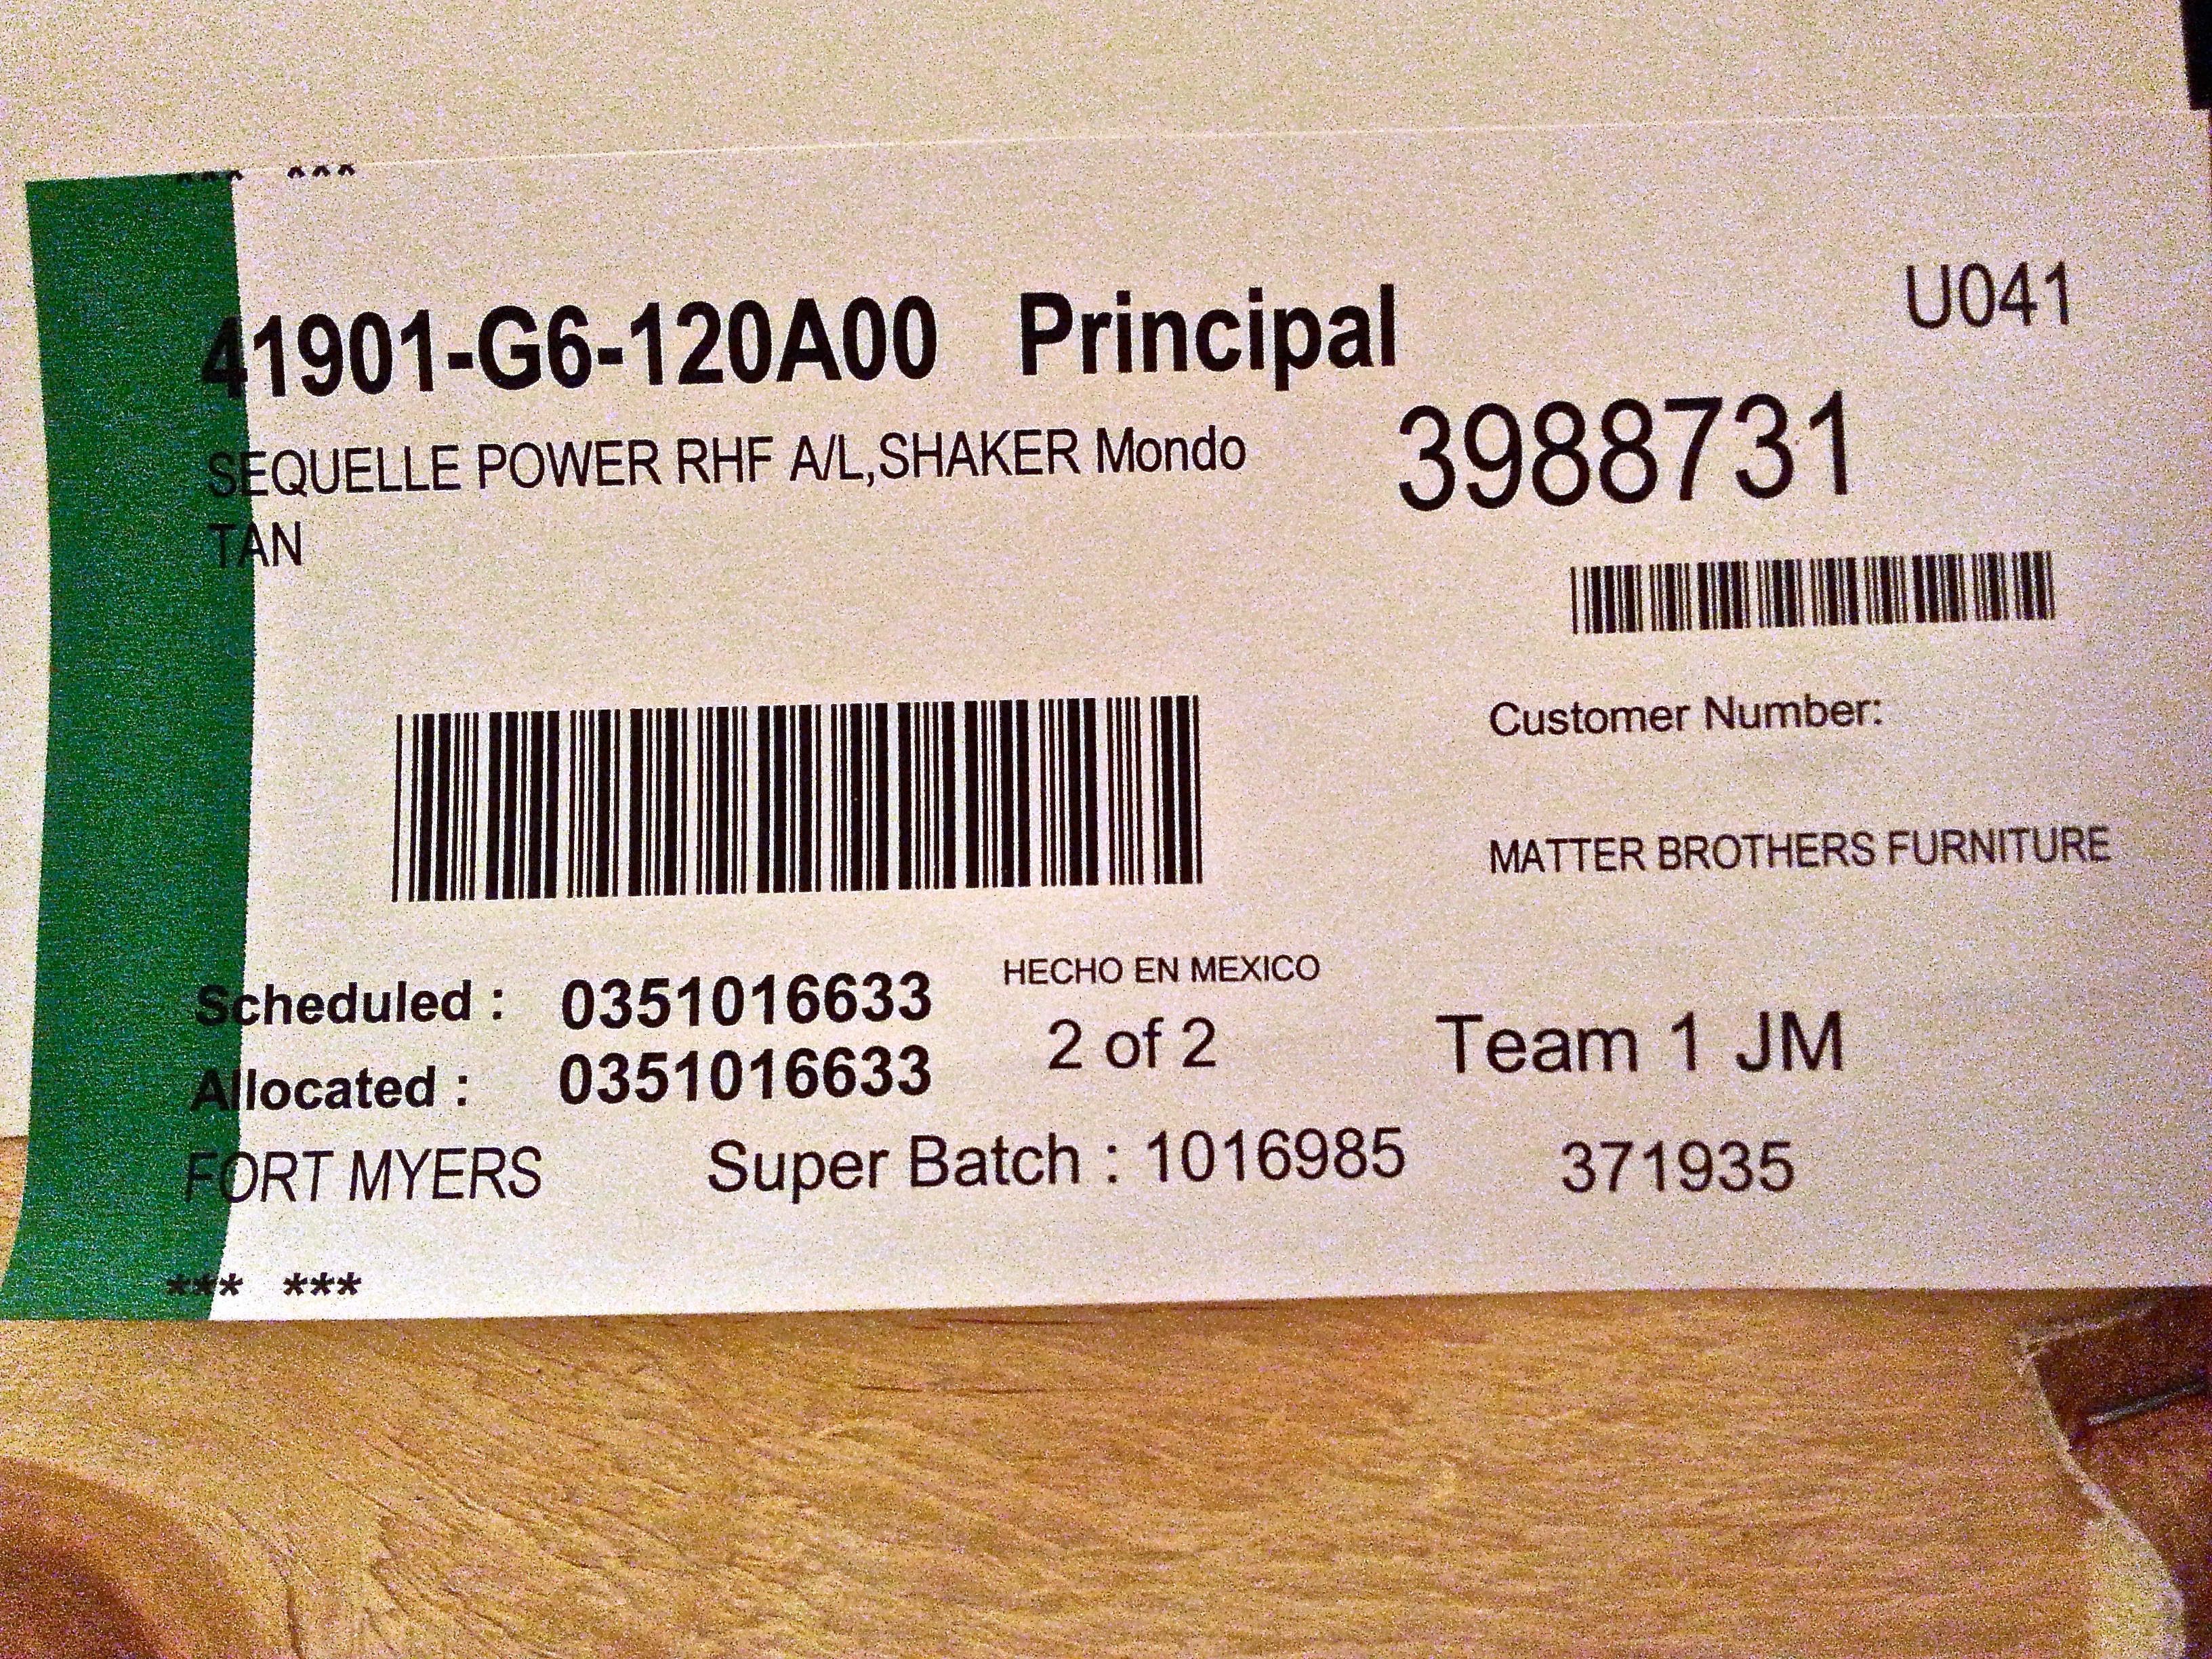 *** ***
41901-G6-120A00 Principal
U041
SEQUELLE POWER RHF A/L,SHAKER Mondo
TAN
3988731
Customer Number:
MATTER BROTHERS FURNITURE
Scheduled : 0351016633
HECHO EN MEXICO
Allocated : 0351016633
2 of 2
Team 1 JM
FORT MYERS
Super Batch : 1016985
371935
*** ***